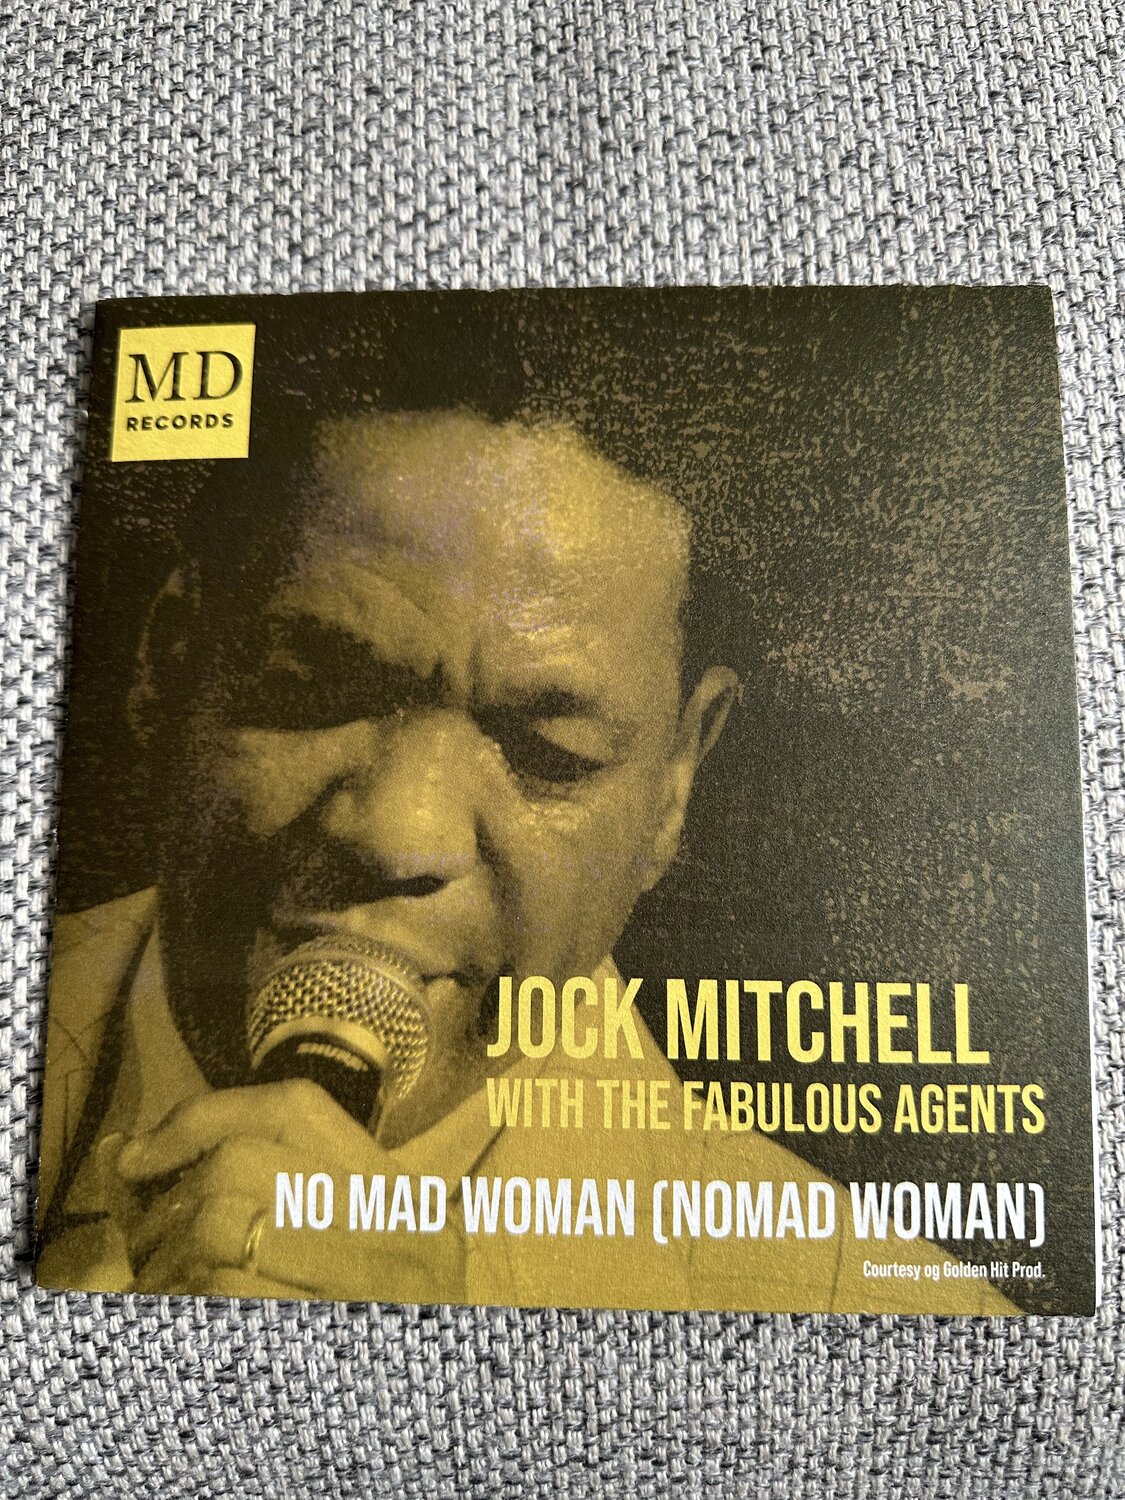 MD
RECORDS
JOCK MITCHELL
WITH THE FABULOUS AGENTS
NO MAD WOMAN (NOMAD WOMAN)
Courtesy og Golden Hit Prod.